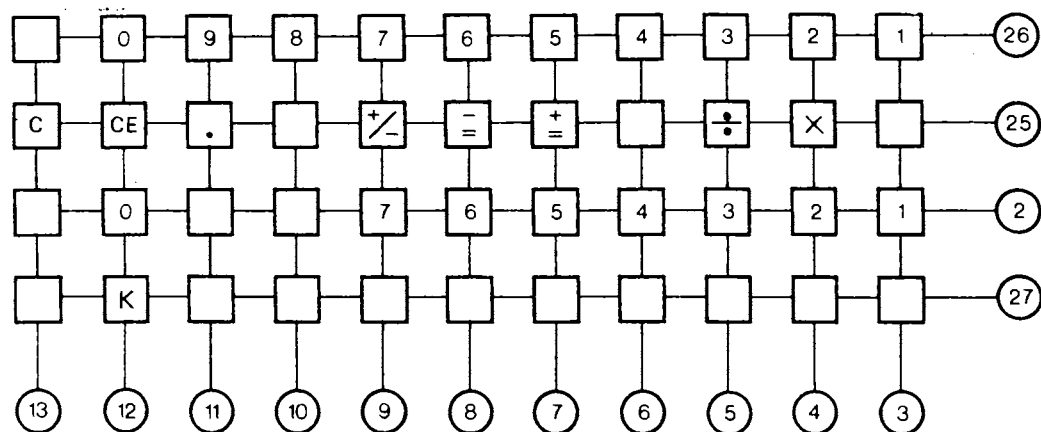 0 9 8 7 6 5 4 3 2 1 26
C CE . +/- - = + = ÷ × 25
0 7 6 5 4 3 2 1 2
K 27
13 12 11 10 9 8 7 6 5 4 3